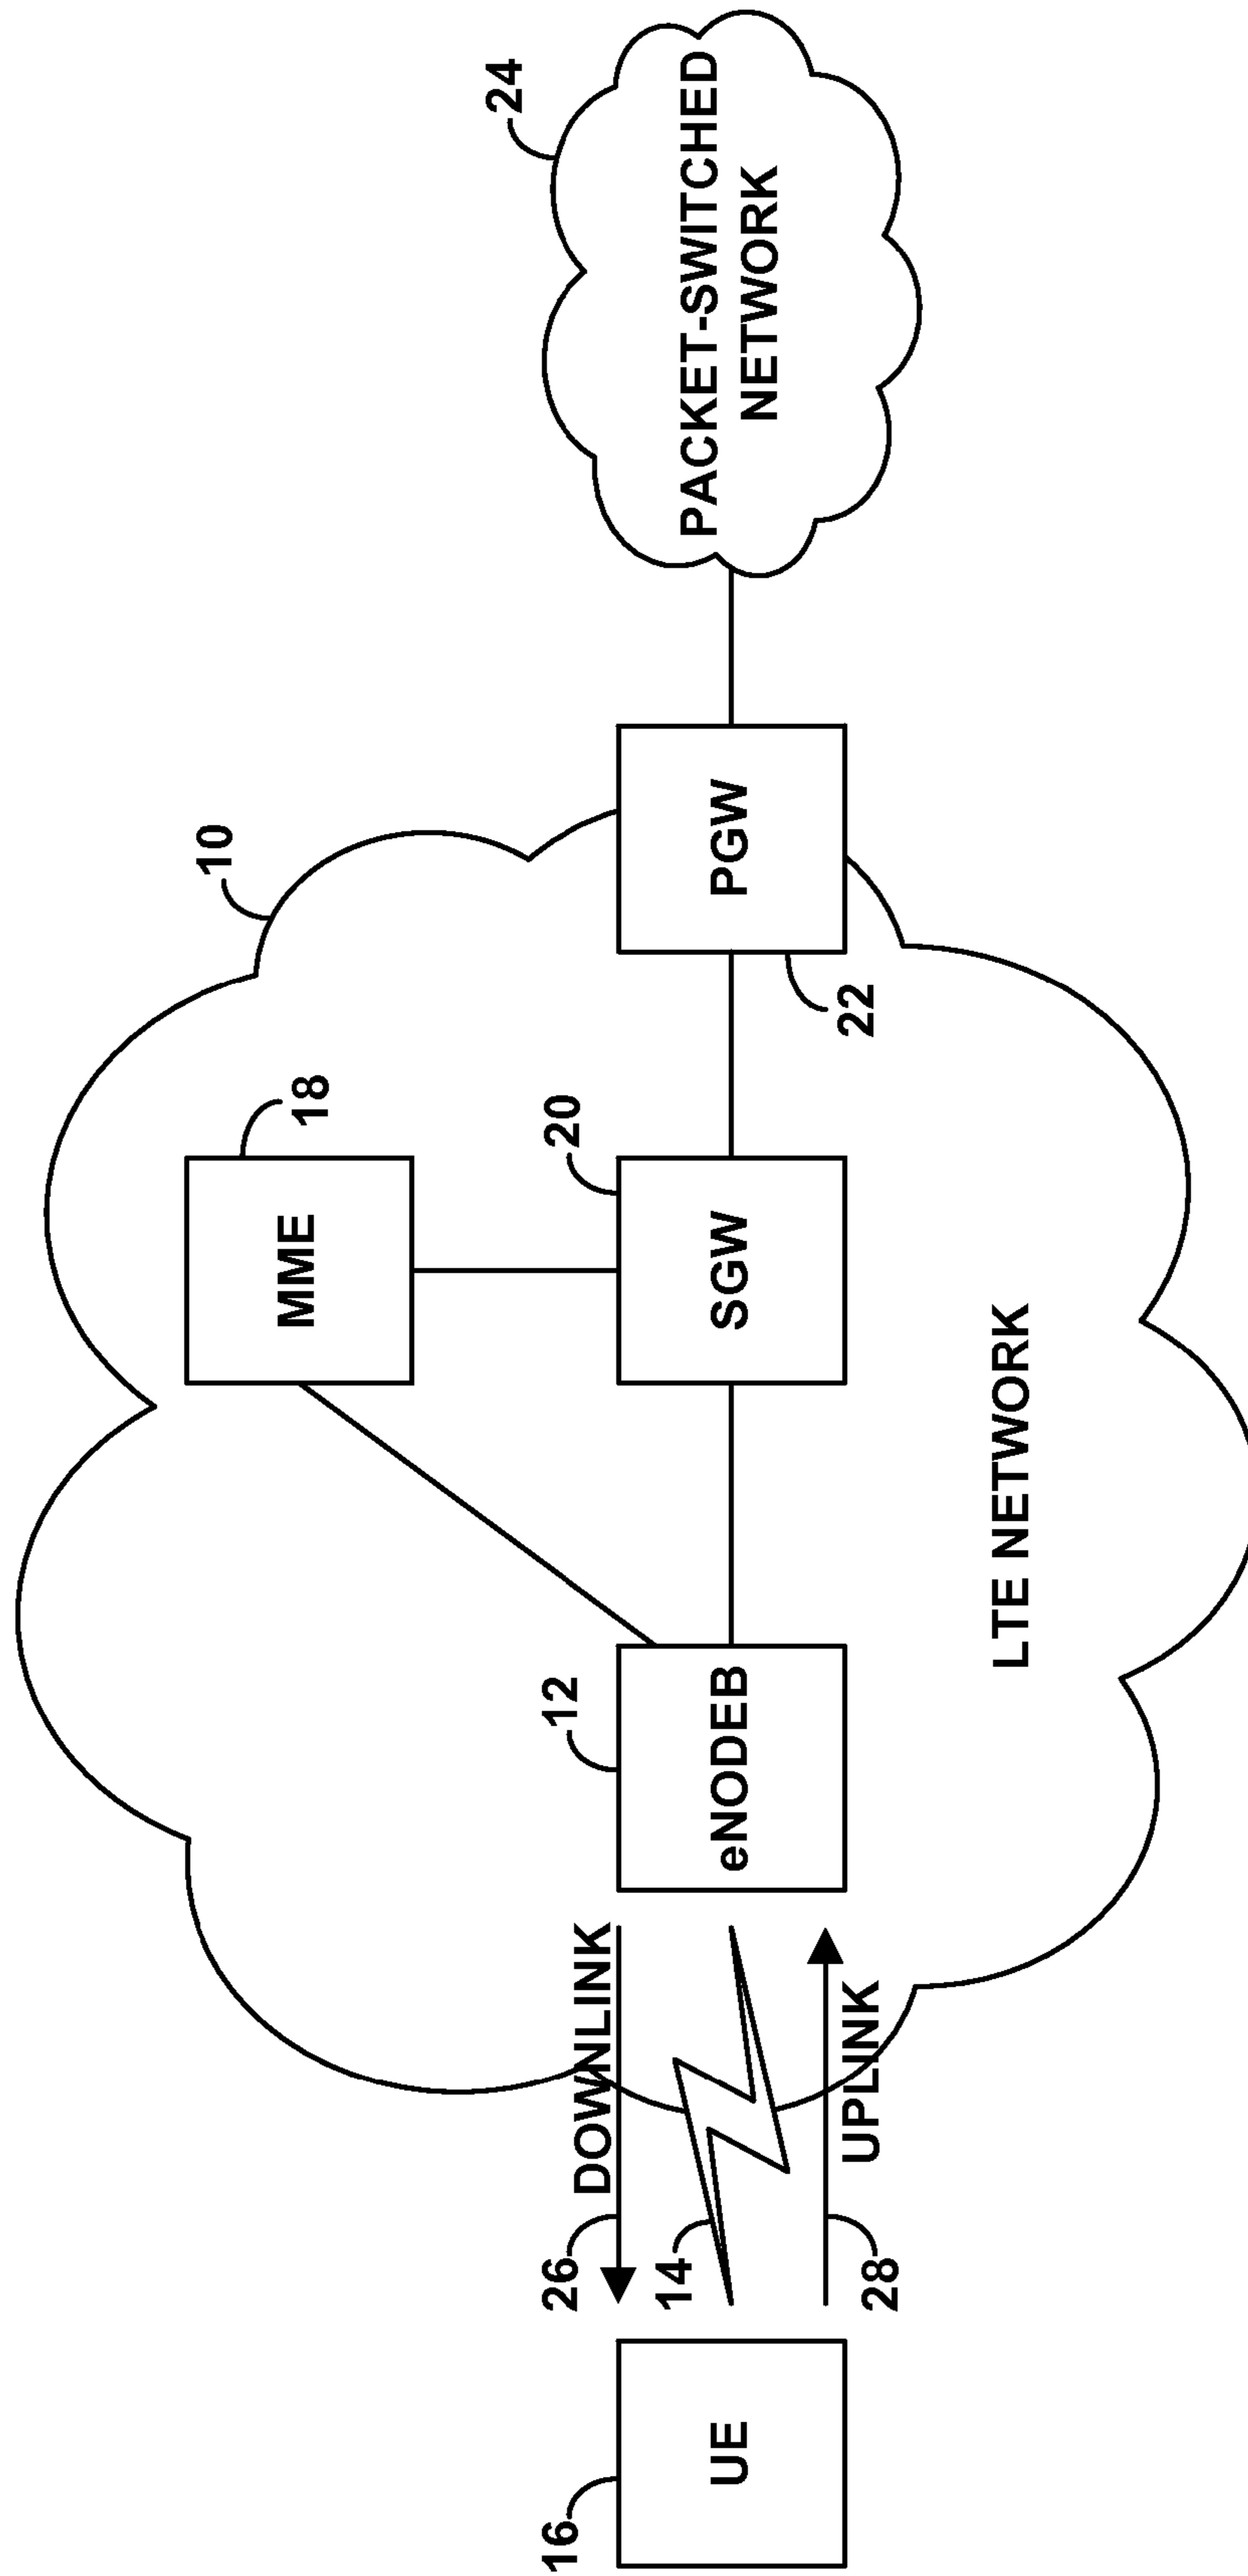 10
24
18
MME
12
20
26
DOWNLINK
16
14
UE
eNODEB
SGW
PGW
PACKET-SWITCHED
NETWORK
22
UPLINK
28
LTE NETWORK